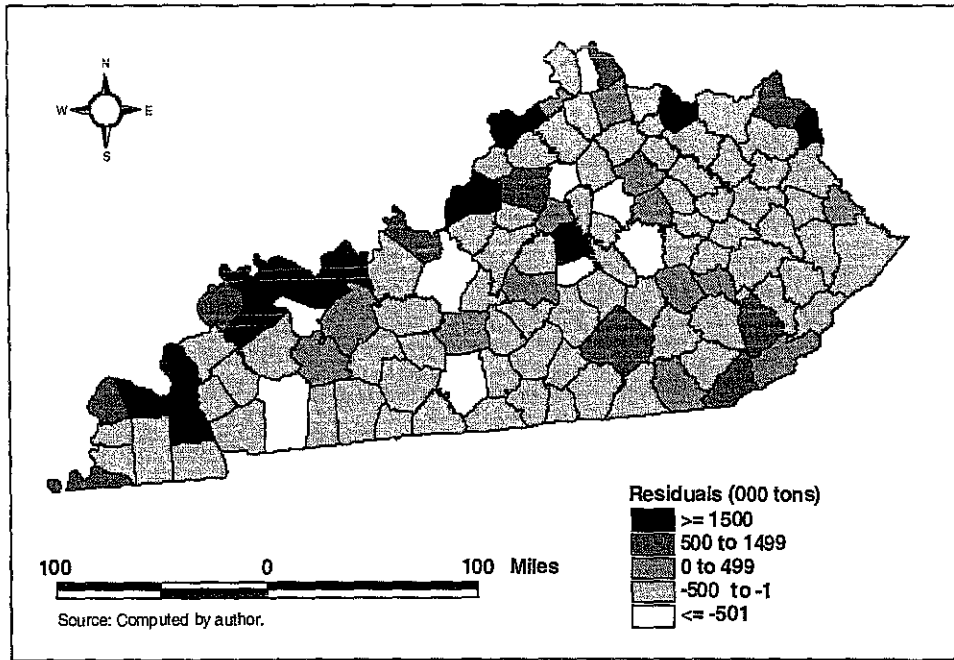 N
W E
S
Residuals (000 tons)
>= 1500
500 to 1499
0 to 499
-500 to -1
<= -501
100 0 100 Miles
Source: Computed by author.